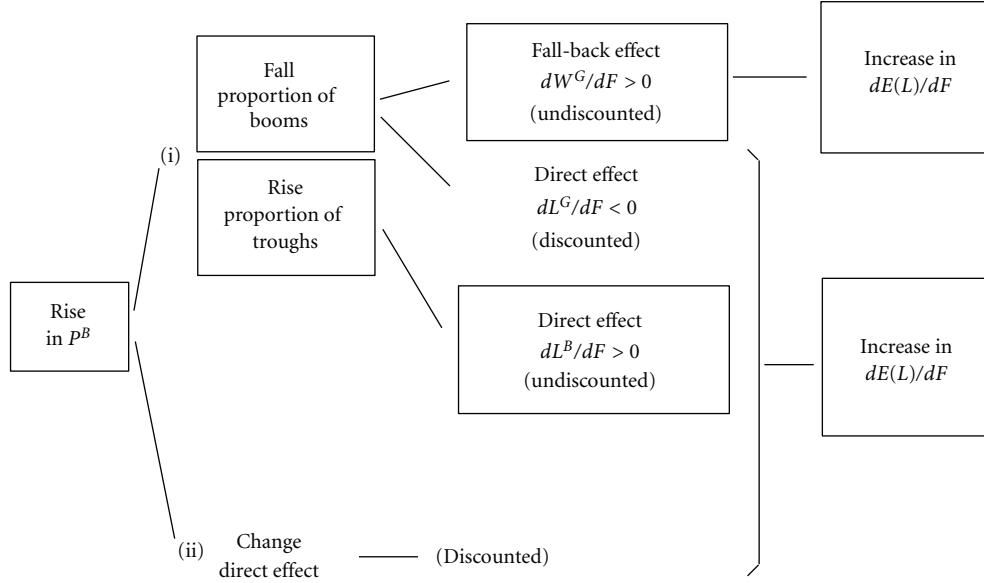 Rise
in P^B
(i)
Fall
proportion of
booms
Rise
proportion of
troughs
Fall-back effect
dW^G/dF > 0
(undiscounted)
Direct effect
dL^G/dF < 0
(discounted)
Direct effect
dL^B/dF > 0
(undiscounted)
Increase in
dE(L)/dF
Increase in
dE(L)/dF
(ii)
Change
direct effect
(Discounted)